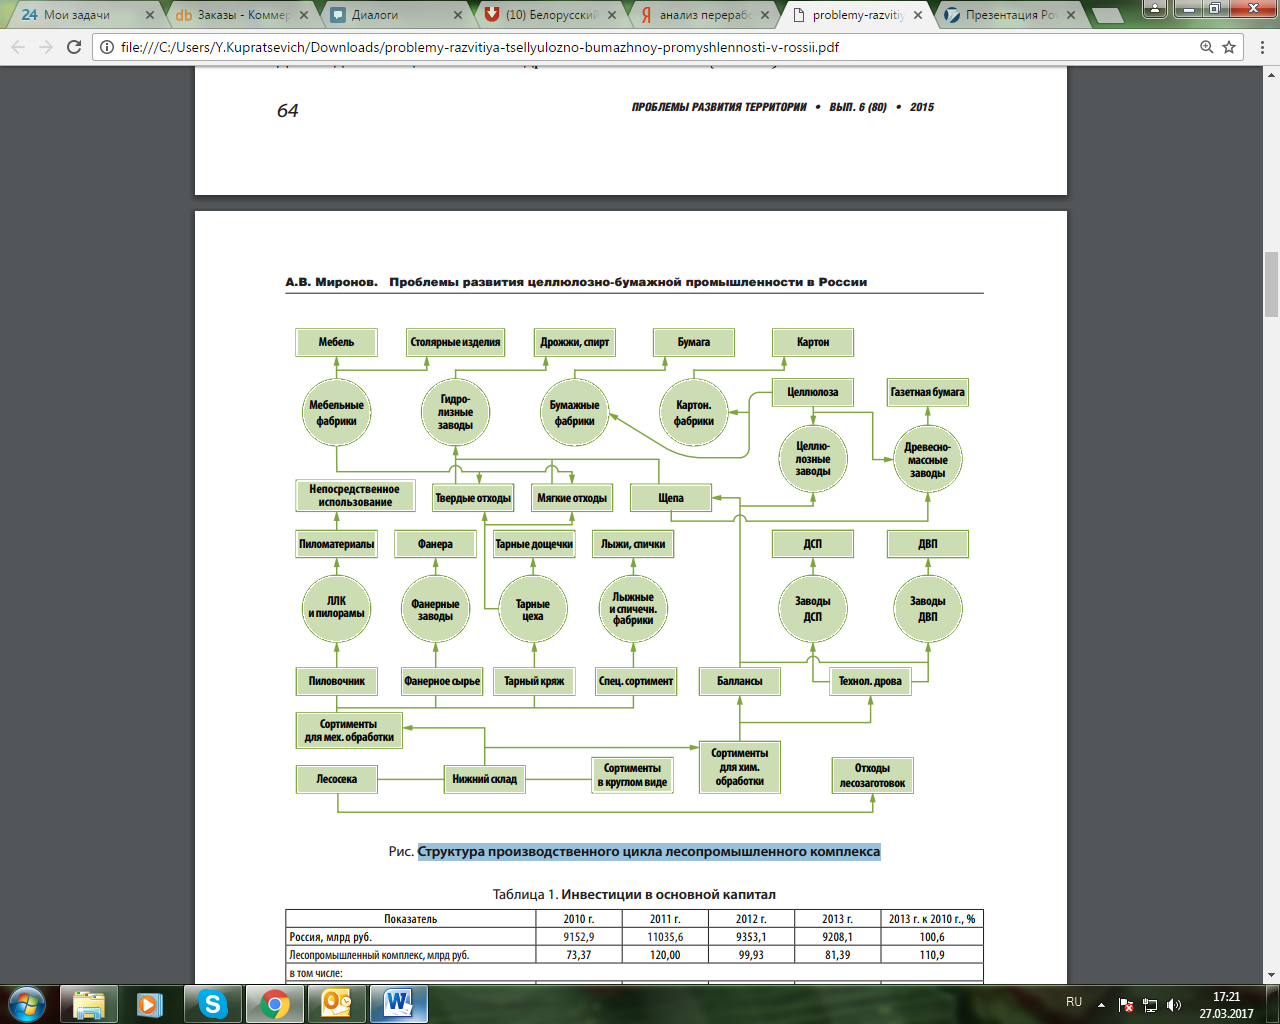 Мои задачи
Заказы - Коммер
Диалоги
(10) Белорусский
анализ перерабо
problemy-razvitiy
Презентация Pow
file:///C:/Users/Y.Kupratsevich/Downloads/problemy-razvitiya-tsellyulozno-bumazhnoy-promyshlennosti-v-rossii.pdf
64
ПРОБЛЕМЫ РАЗВИТИЯ ТЕРРИТОРИИ • ВЫП. 6 (80) • 2015
А.В. Миронов. Проблемы развития целлюлозно-бумажной промышленности в России
Мебель
Столярные изделия
Дрожжи, спирт
Бумага
Картон
Мебельные
фабрики
Гидро-
лизные
заводы
Бумажные
фабрики
Картон.
фабрики
Целлюлоза
Газетная бумага
Целлю-
лозные
заводы
Древесно-
массные
заводы
Непосредственное
использование
Твердые отходы
Мягкие отходы
Щепа
Пиломатериалы
Фанера
Тарные дощечки
Лыжи, спички
ДСП
ДВП
ЛЛК
и пилорамы
Фанерные
заводы
Тарные
цеха
Лыжные
и спичечн.
фабрики
Заводы
ДСП
Заводы
ДВП
Пиловочник
Фанерное сырье
Тарный кряж
Спец. сортимент
Баллансы
Технол. дрова
Сортименты
для мех. обработки
Сортименты
для хим.
обработки
Лесосека
Нижний склад
Сортименты
в круглом виде
Отходы
лесозаготовок
Рис. Структура производственного цикла лесопромышленного комплекса
Таблица 1. Инвестиции в основной капитал
Показатель 2010 г. 2011 г. 2012 г. 2013 г. 2013 г. к 2010 г., %
Россия, млрд руб. 9152,9 11035,6 9353,1 9208,1 100,6
Лесопромышленный комплекс, млрд руб. 73,37 120,00 99,93 81,39 110,9
в том числе:
RU
17:21
27.03.2017